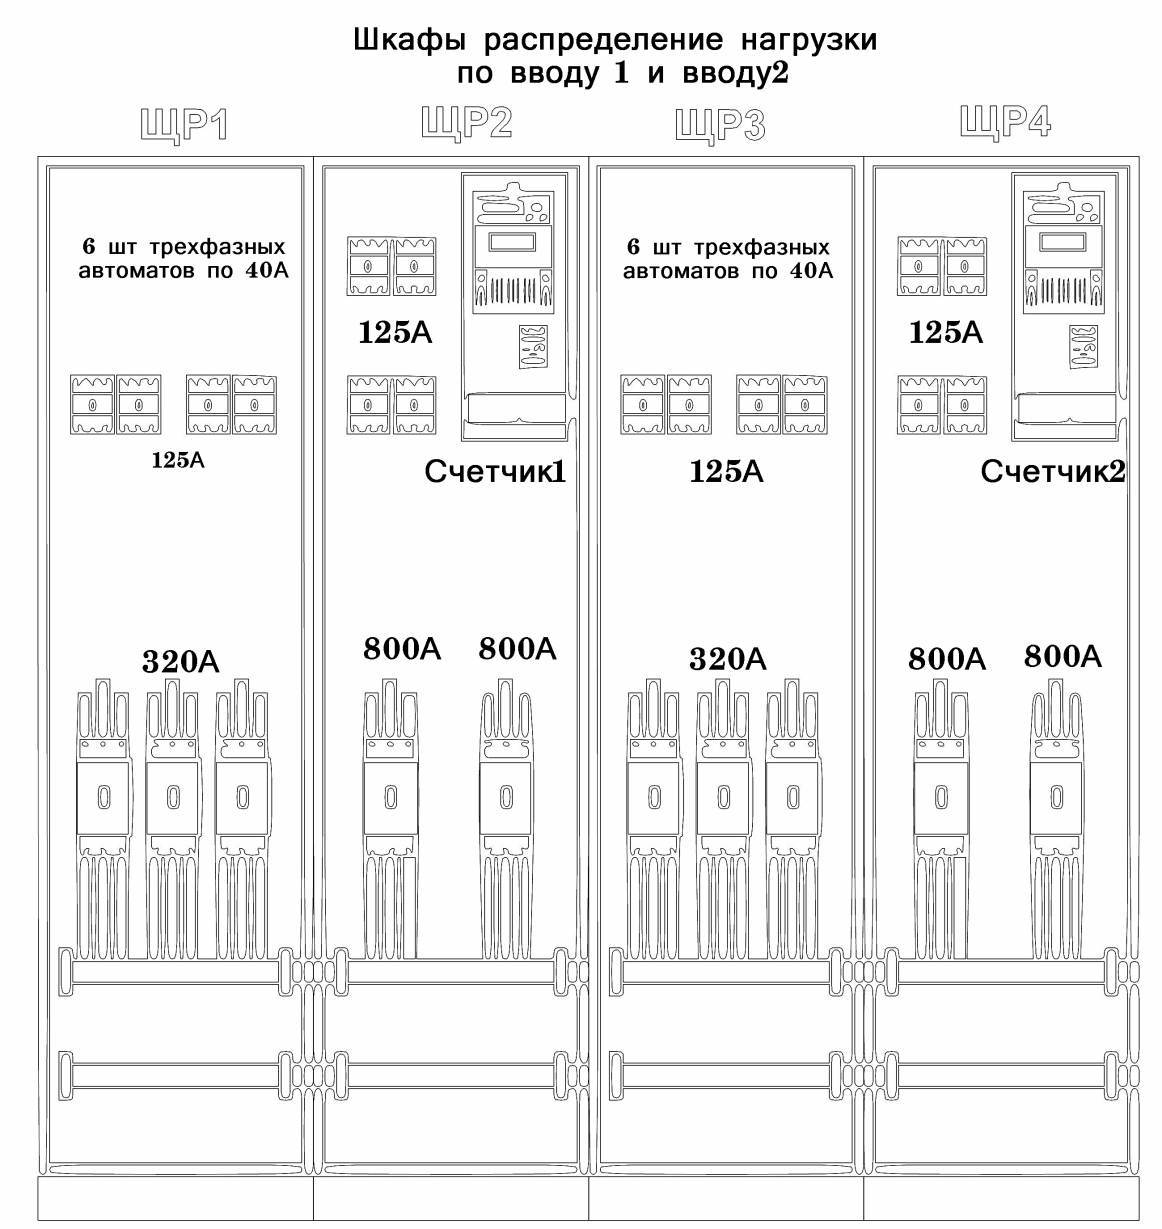 Шкафы распределение нагрузки
по вводу 1 и вводу2
ЩР1 ЩР2 ЩР3 ЩР4
6 шт трехфазных
автоматов по 40А
125А
320А
125А
Счетчик1
800А 800А
6 шт трехфазных
автоматов по 40А
125А
320А
125А
Счетчик2
800А 800А